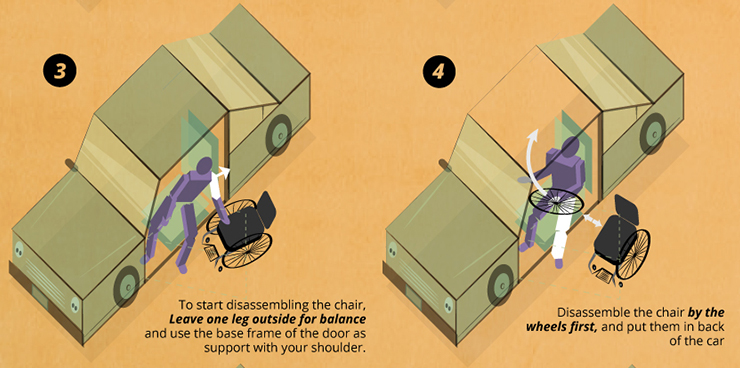 3
To start disassembling the chair,
Leave one leg outside for balance
and use the base frame of the door as
support with your shoulder.
4
Disassemble the chair by the
wheels first, and put them in back
of the car